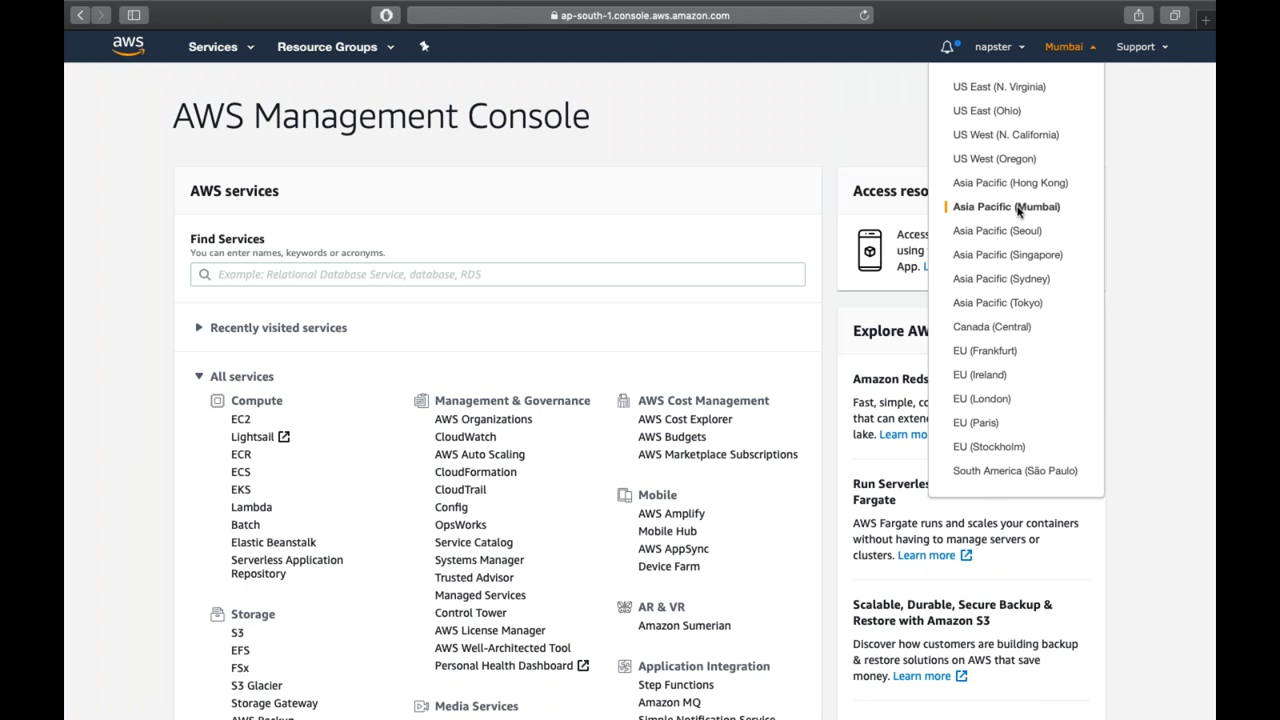 ap-south-1.console.aws.amazon.com
aws
Services
Resource Groups
napster
Mumbai
Support
AWS Management Console
US East (N. Virginia)
US East (Ohio)
US West (N. California)
US West (Oregon)
Asia Pacific (Hong Kong)
Asia Pacific (Mumbai)
Asia Pacific (Seoul)
Asia Pacific (Singapore)
Asia Pacific (Sydney)
Asia Pacific (Tokyo)
Canada (Central)
EU (Frankfurt)
EU (Ireland)
EU (London)
EU (Paris)
EU (Stockholm)
South America (São Paulo)
AWS services
Find Services
You can enter names, keywords or acronyms.
Example: Relational Database Service, database, RDS
Recently visited services
All services
Compute
EC2
Lightsail
ECR
ECS
EKS
Lambda
Batch
Elastic Beanstalk
Serverless Application
Repository
Storage
S3
EFS
FSx
S3 Glacier
Storage Gateway
AWS Backup
Management & Governance
AWS Organizations
CloudWatch
AWS Auto Scaling
CloudFormation
CloudTrail
Config
OpsWorks
Service Catalog
Systems Manager
Trusted Advisor
Managed Services
Control Tower
AWS License Manager
AWS Well-Architected Tool
Personal Health Dashboard
Media Services
AWS Cost Management
AWS Cost Explorer
AWS Budgets
AWS Marketplace Subscriptions
Mobile
AWS Amplify
Mobile Hub
AWS AppSync
Device Farm
AR & VR
Amazon Sumerian
Application Integration
Step Functions
Amazon MQ
Simple Notification Service
Access reso
Access
using
App. L
Explore AW
Amazon Reds
Fast, simple, co
that can exten
lake. Learn mo
Run Serverles
Fargate
AWS Fargate runs and scales your containers
without having to manage servers or
clusters. Learn more
Scalable, Durable, Secure Backup &
Restore with Amazon S3
Discover how customers are building backup
& restore solutions on AWS that save
money. Learn more